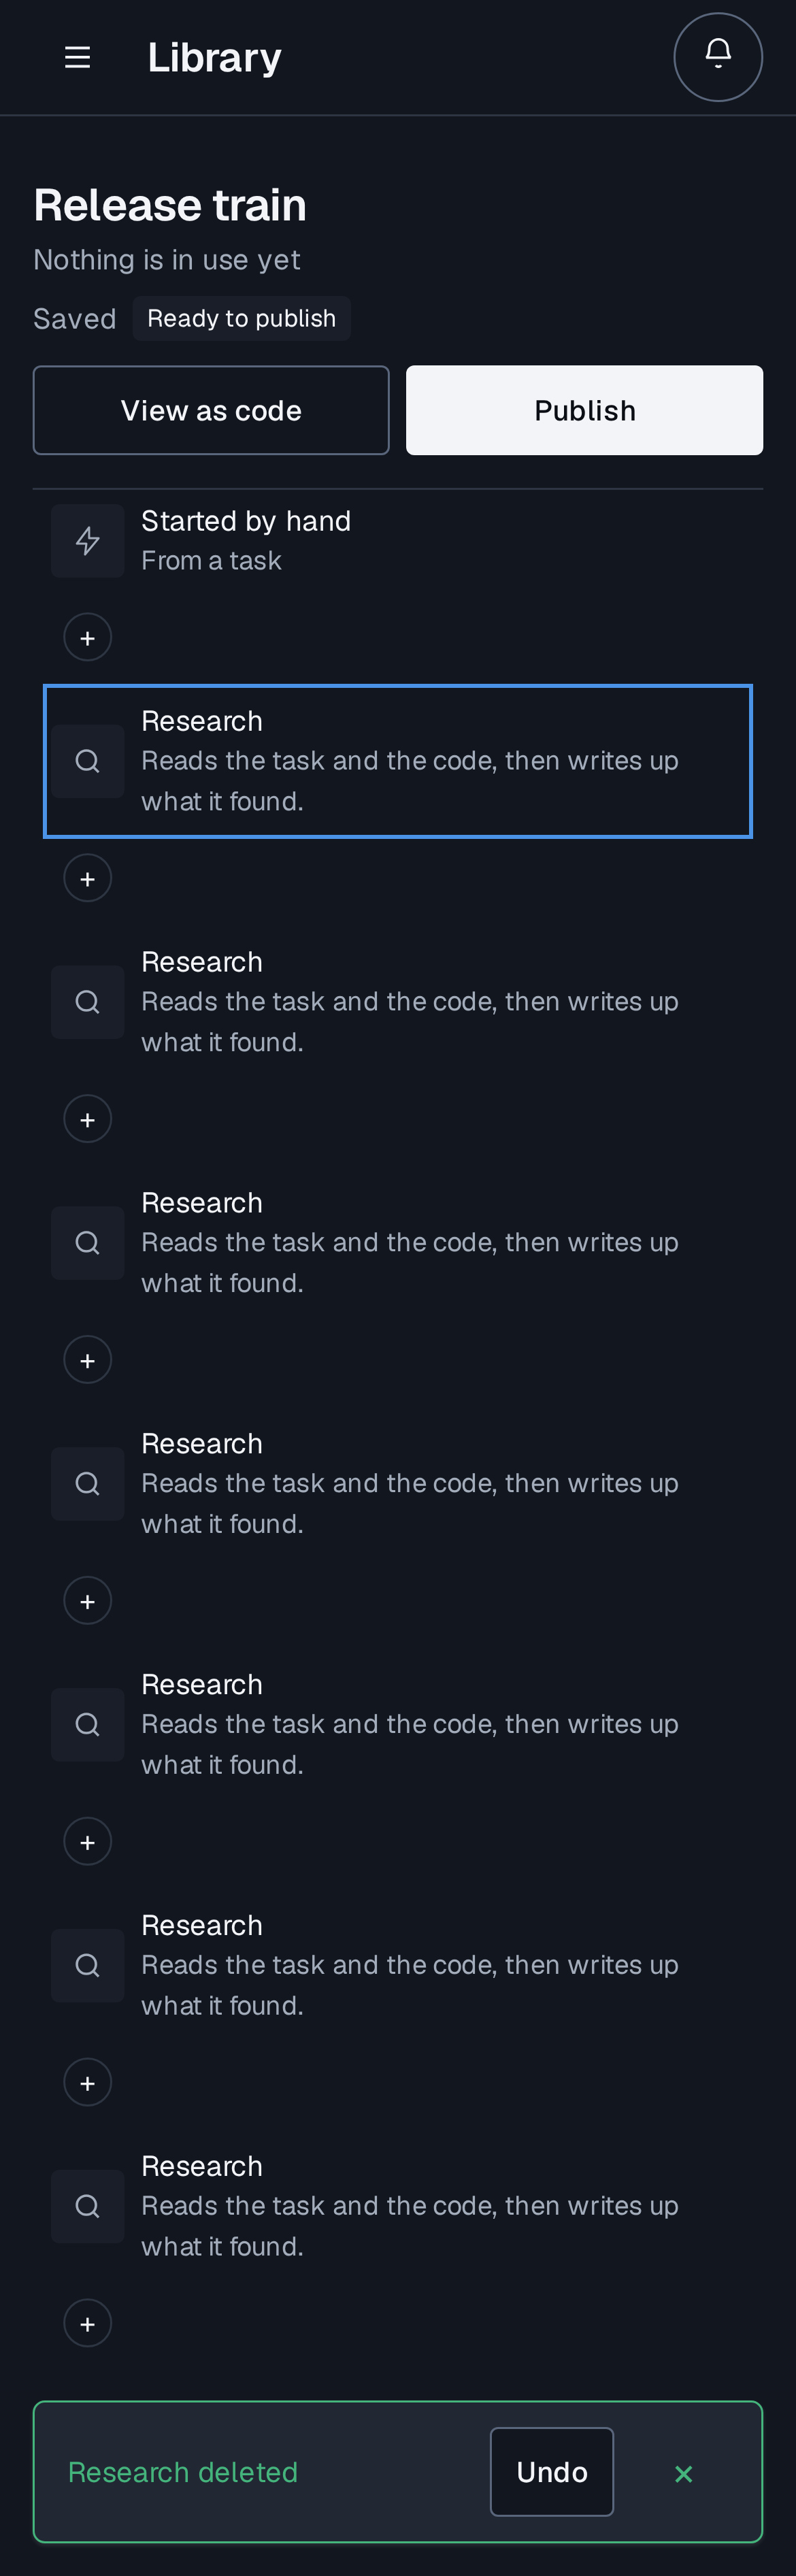 Library
Release train
Nothing is in use yet
Saved
Ready to publish
View as code
Publish
Started by hand
From a task
+
Research
Reads the task and the code, then writes up
what it found.
+
Research
Reads the task and the code, then writes up
what it found.
+
Research
Reads the task and the code, then writes up
what it found.
+
Research
Reads the task and the code, then writes up
what it found.
+
Research
Reads the task and the code, then writes up
what it found.
+
Research
Reads the task and the code, then writes up
what it found.
+
Research
Reads the task and the code, then writes up
what it found.
+
Research deleted
Undo
×